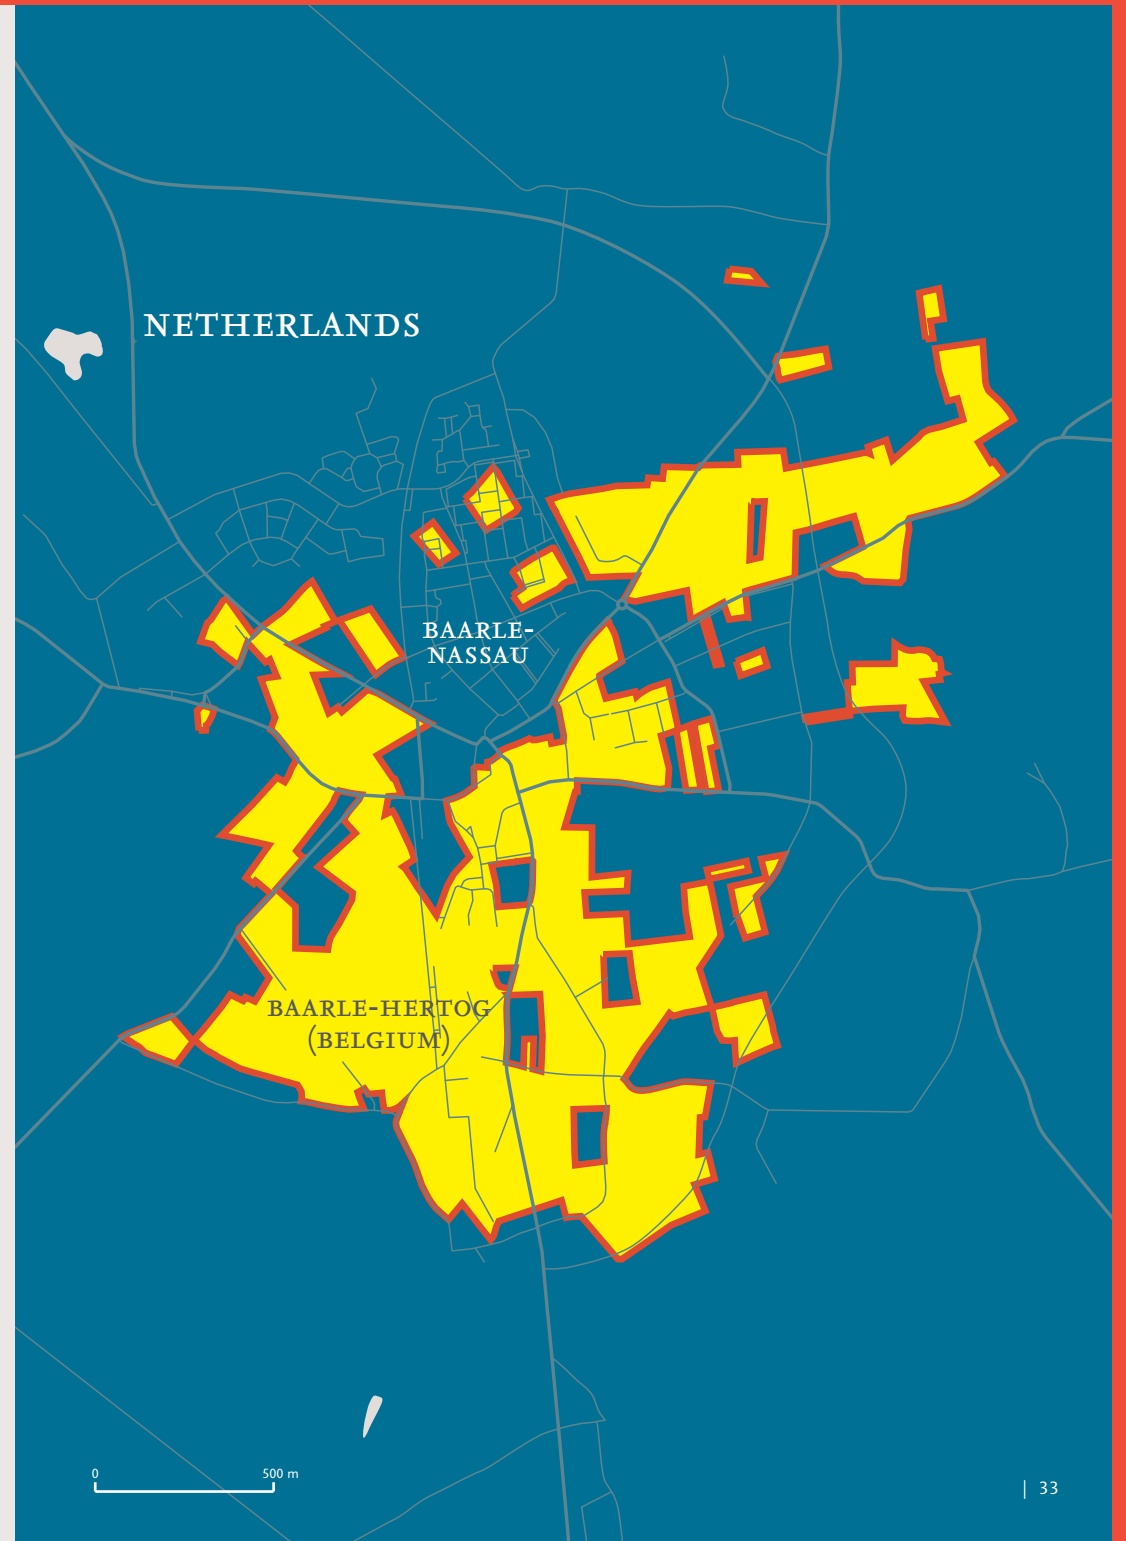 NETHERLANDS
BAARLE-
NASSAU
BAARLE-HERTOG
(BELGIUM)
0 500 m
| 33